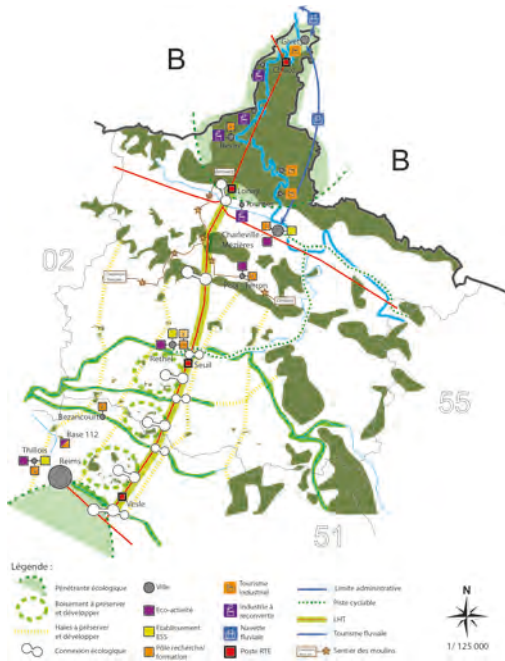 Givet
B
Revin
B
Lonny
Charleville
Mézières
02
Rethel
Seuil
Bazancourt
Base 112
Thillois
Reims
Vesle
55
51
Légende :
Pénétrante écologique
Boisement à préserver
et développer
Haies à préserver
et développer
Connexion écologique
Ville
Eco-activité
Etablissement
ESS
Pôle recherche/
formation
Tourisme
industriel
Industrie à
reconvertir
Navette
fluviale
Poste RTE
Limite administrative
Piste cyclable
LHT
Tourisme fluviale
Sentier des moulins
N
1/ 125 000